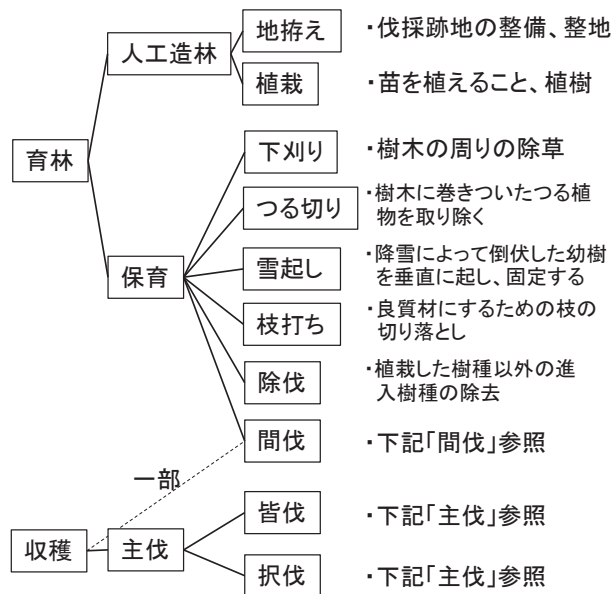 地拵え
・伐採跡地の整備、整地
人工造林
植栽
・苗を植えること、植樹
育林
下刈り
・樹木の周りの除草
つる切り
・樹木に巻きついたつる植
物を取り除く
保育
雪起し
・降雪によって倒伏した幼樹
を垂直に起し、固定する
枝打ち
・良質材にするための枝の
切り落とし
除伐
・植栽した樹種以外の進
入樹種の除去
間伐
・下記「間伐」参照
一部
皆伐
・下記「主伐」参照
収穫
主伐
択伐
・下記「主伐」参照